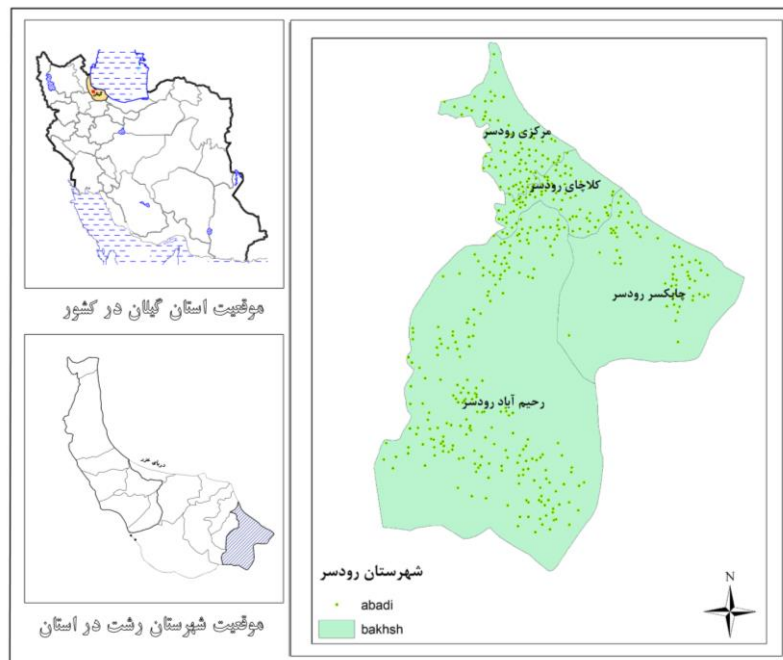 موقعیت استان گیلان در کشور
موقعیت شهرستان رشت در استان
مرکزی رودسر
کلاچای رودسر
چابکسر رودسر
رحیم آباد رودسر
شهرستان رودسر
abadi
bakhsh
N